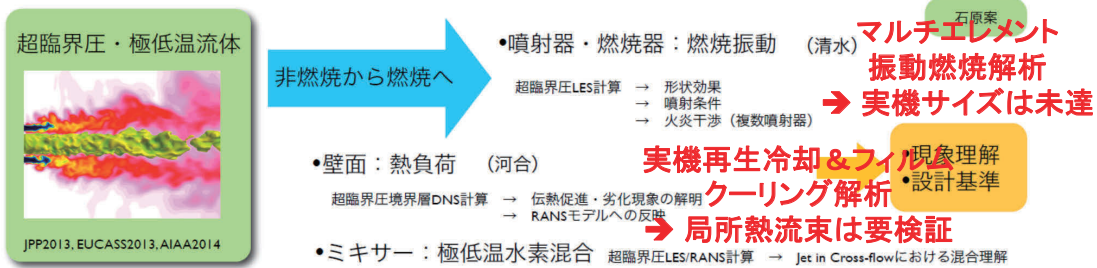 超臨界圧・極低温流体
JPP2013, EUCASS2013, AIAA2014
非燃焼から燃焼へ
石原案
•噴射器・燃焼器：燃焼振動 （清水）
超臨界圧LES計算 → 形状効果
→ 噴射条件
→ 火炎干渉（複数噴射器）
マルチエレメント
振動燃焼解析
➔ 実機サイズは未達
•壁面：熱負荷 （河合）
超臨界圧境界層DNS計算 → 伝熱促進・劣化現象の解明
→ RANSモデルへの反映
実機再生冷却＆フィルム
クーリング解析
➔ 局所熱流束は要検証
•現象理解
•設計基準
•ミキサー：極低温水素混合 超臨界圧LES/RANS計算 → Jet in Cross-flowにおける混合理解